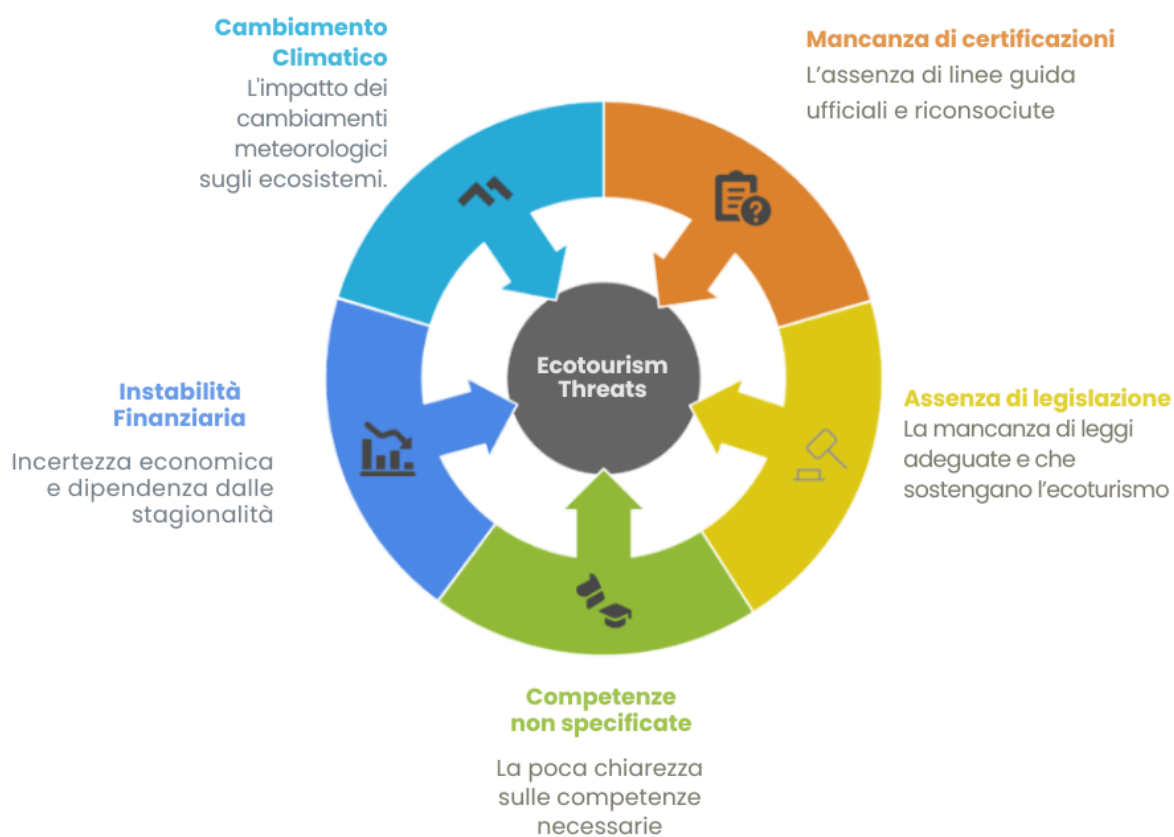 Cambiamento
Climatico
L'impatto dei
cambiamenti
meteorologici
sugli ecosistemi.
Mancanza di certificazioni
L'assenza di linee guida
ufficiali e riconsociute
Ecotourism
Threats
Instabilità
Finanziaria
Incertezza economica
e dipendenza dalle
stagionalità
Assenza di legislazione
La mancanza di leggi
adeguate e che
sostengano l'ecoturismo
Competenze
non specificate
La poca chiarezza
sulle competenze
necessarie